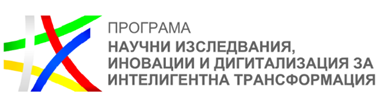 ПРОГРАМА
НАУЧНИ ИЗСЛЕДВАНИЯ,
ИНОВАЦИИ И ДИГИТАЛИЗАЦИЯ ЗА
ИНТЕЛИГЕНТНА ТРАНСФОРМАЦИЯ